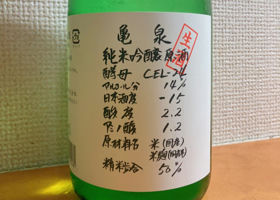 亀泉
生酒
純米吟醸原酒
酵母 CEL-24
アルコール分 14%
日本酒度 -15
酸度 2.2
アミノ酸 1.2
原材料名 米(国産)
米麹(国産米)
精米歩合 50%